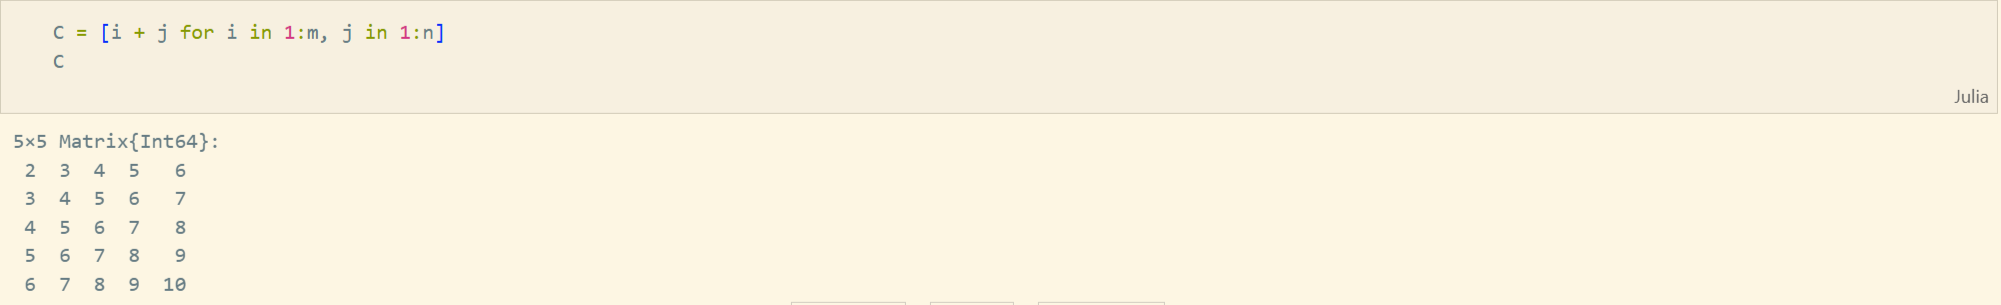 C = [i + j for i in 1:m, j in 1:n]
C
Julia
5×5 Matrix{Int64}:
2 3 4 5 6
3 4 5 6 7
4 5 6 7 8
5 6 7 8 9
6 7 8 9 10